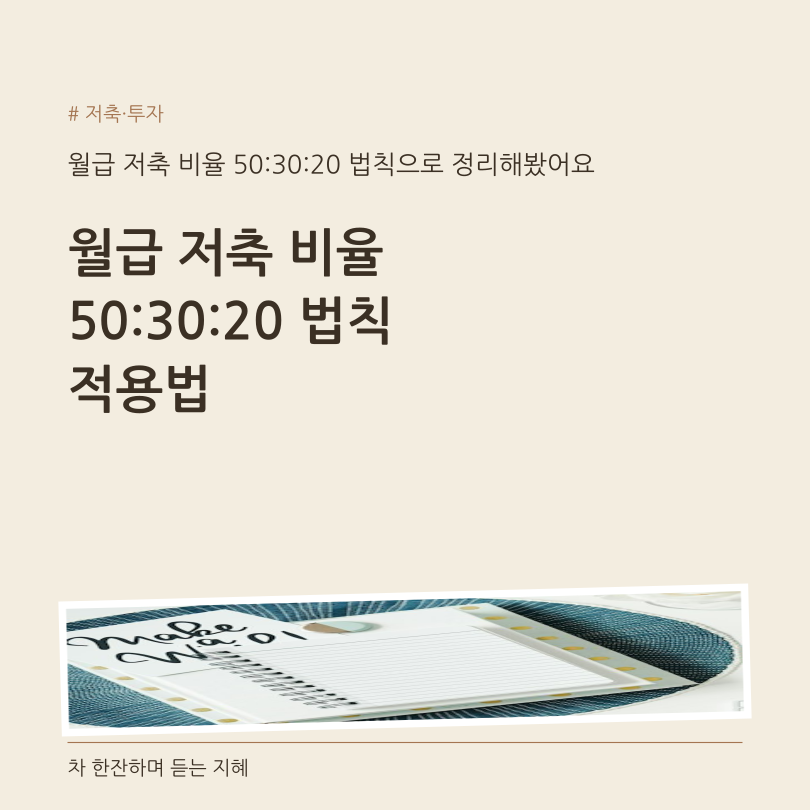 # 저축·투자
월급 저축 비율 50:30:20 법칙으로 정리해봤어요
월급 저축 비율
50:30:20 법칙
적용법
make
차 한잔하며 듣는 지혜